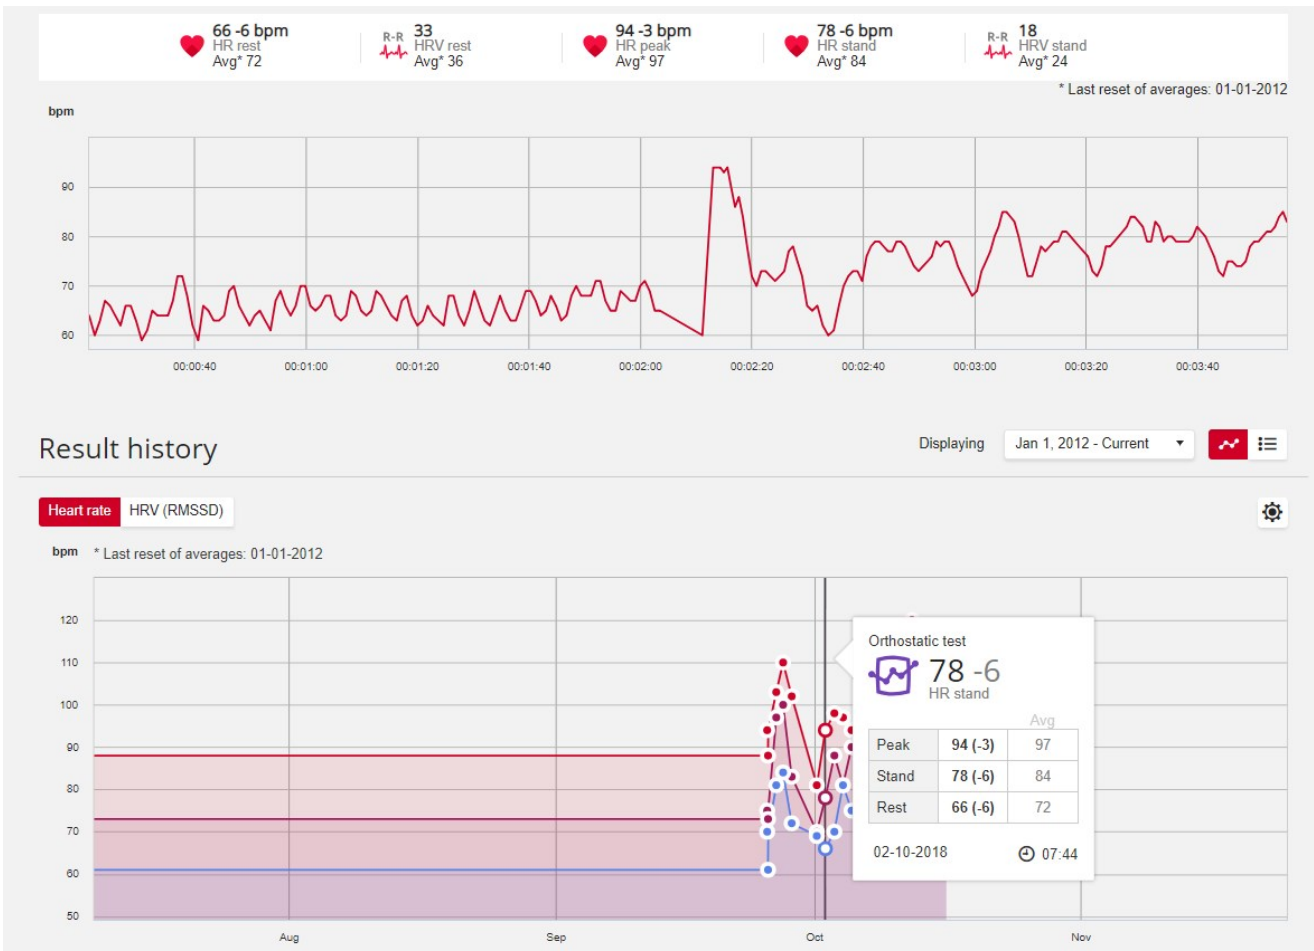 66 -6 bpm
HR rest
Avg* 72
R-R 33
HRV rest
Avg* 36
94 -3 bpm
HR peak
Avg* 97
78 -6 bpm
HR stand
Avg* 84
R-R 18
HRV stand
Avg* 24
* Last reset of averages: 01-01-2012
bpm
90
80
70
60
00:00:40 00:01:00 00:01:20 00:01:40 00:02:00 00:02:20 00:02:40 00:03:00 00:03:20 00:03:40
Result history
Displaying Jan 1, 2012 - Current
Heart rate HRV (RMSSD)
bpm * Last reset of averages: 01-01-2012
120
110
100
90
80
70
60
50
Aug Sep Oct Nov
Orthostatic test
78 -6
HR stand
Avg
Peak 94 (-3) 97
Stand 78 (-6) 84
Rest 66 (-6) 72
02-10-2018 07:44